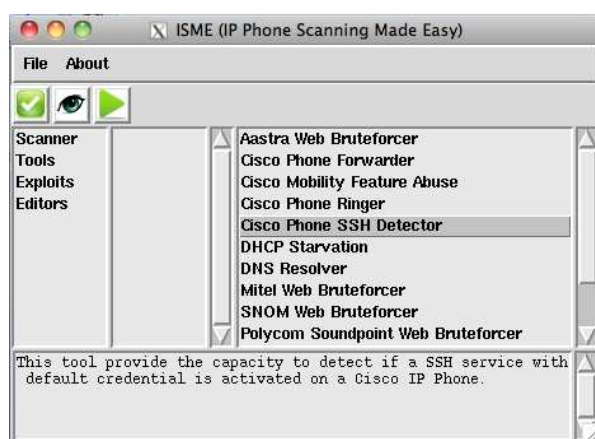 ISME (IP Phone Scanning Made Easy)
File About
Scanner
Tools
Exploits
Editors
Aastra Web Bruteforcer
Cisco Phone Forwarder
Cisco Mobility Feature Abuse
Cisco Phone Ringer
Cisco Phone SSH Detector
DHCP Starvation
DNS Resolver
Mitel Web Bruteforcer
SNOM Web Bruteforcer
Polycom Soundpoint Web Bruteforcer
This tool provide the capacity to detect if a SSH service with
default credential is activated on a Cisco IP Phone.